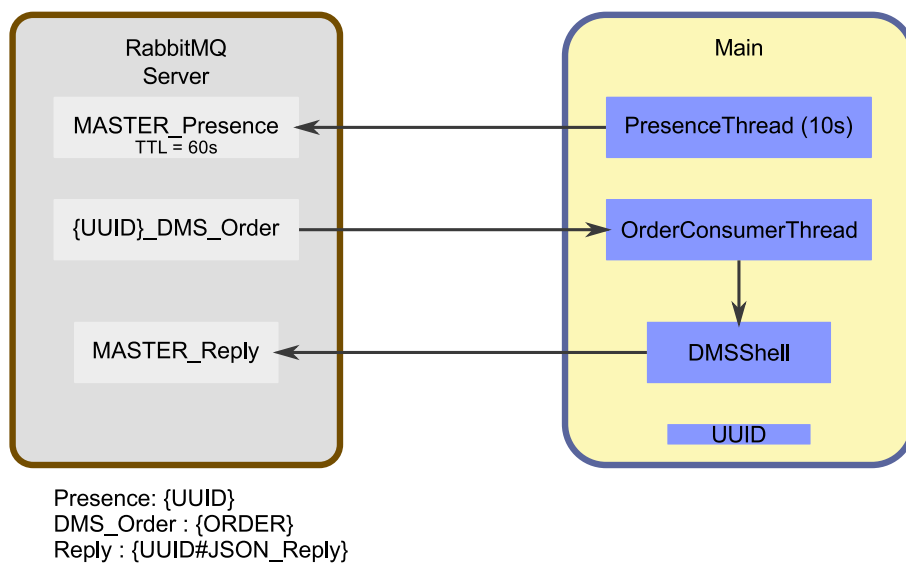 RabbitMQ
Server
MASTER_Presence
TTL = 60s
{UUID}_DMS_Order
MASTER_Reply
Main
PresenceThread (10s)
OrderConsumerThread
DMSShell
UUID
Presence: {UUID}
DMS_Order : {ORDER}
Reply : {UUID#JSON_Reply}